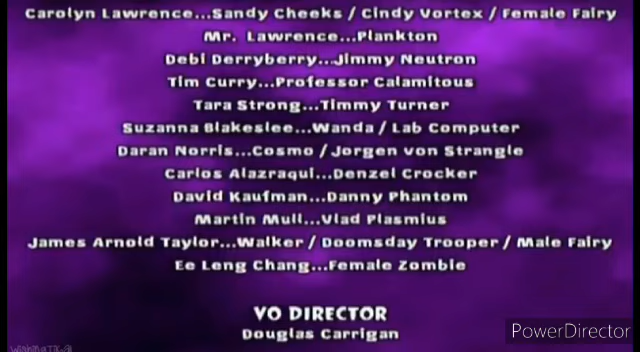 Carolyn Lawrence...Sandy Cheeks / Cindy Vortex / Female Fairy
Mr. Lawrence...Plankton
Debi Derryberry...Jimmy Neutron
Tim Curry...Professor Calamitous
Tara Strong...Timmy Turner
Suzanna Blakeslee...Wanda / Lab Computer
Daran Norris...Cosmo / Jorgen von Strangle
Carlos Alazraqui...Denzel Crocker
David Kaufman...Danny Phantom
Martin Mull...Vlad Plasmius
James Arnold Taylor...Walker / Doomsday Trooper / Male Fairy
Ee Leng Chang...Female Zombie
VO DIRECTOR
Douglas Carrigan
PowerDirector